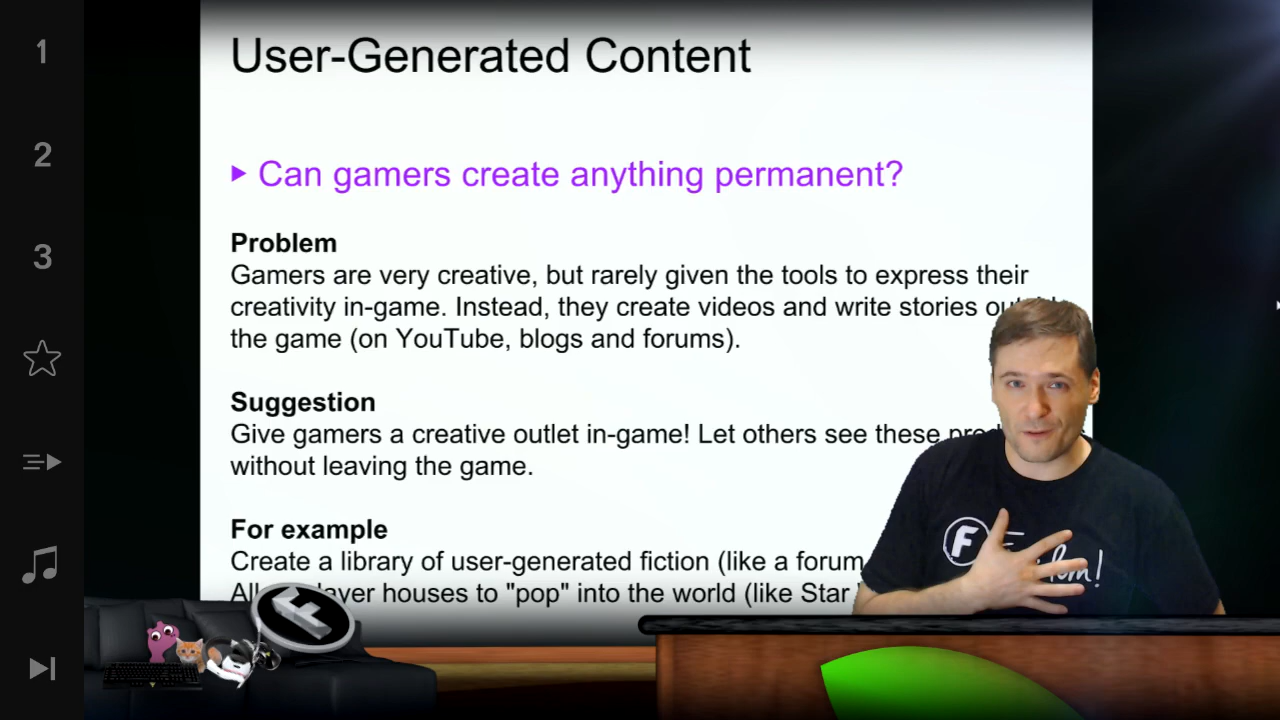 1
2
3
User-Generated Content
Can gamers create anything permanent?
Problem
Gamers are very creative, but rarely given the tools to express their
creativity in-game. Instead, they create videos and write stories
the game (on YouTube, blogs and forums).
Suggestion
Give gamers a creative outlet in-game! Let others see these
without leaving the game.
For example
Create a library of user-generated fiction (like a forum
houses to "pop" into the world (like Star
F
F